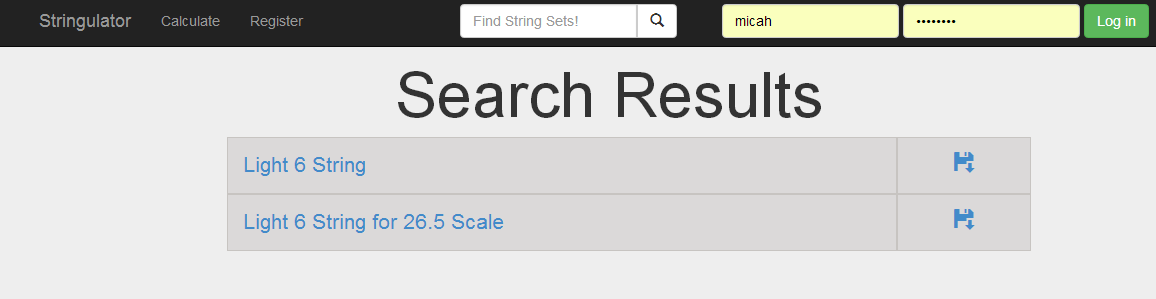 Stringulator Calculate Register Find String Sets! micah •••••••• Log in
Search Results
Light 6 String
Light 6 String for 26.5 Scale